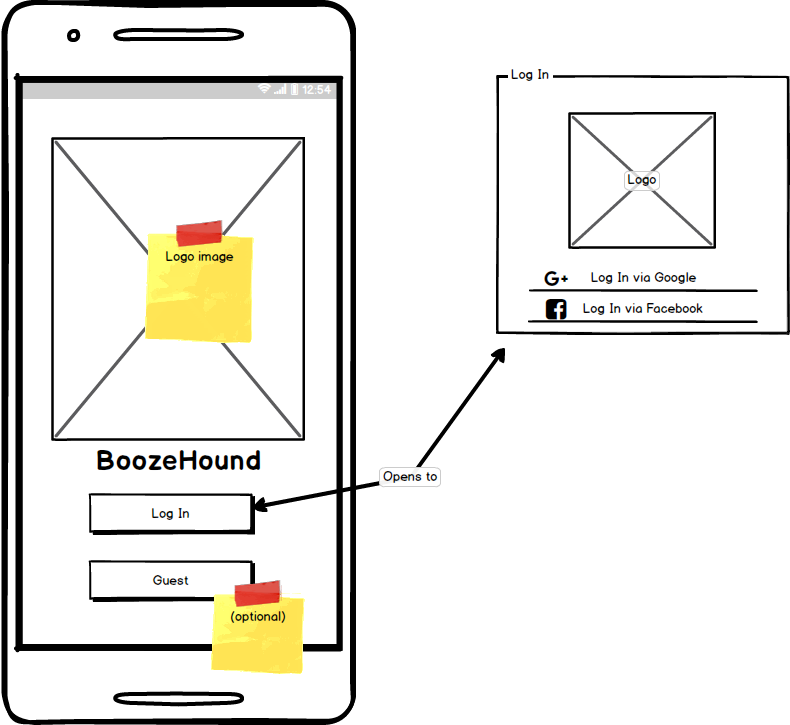 12:54
Logo image
BoozeHound
Log In
Guest
(optional)
Opens to
Log In
Logo
G+ Log In via Google
f Log In via Facebook